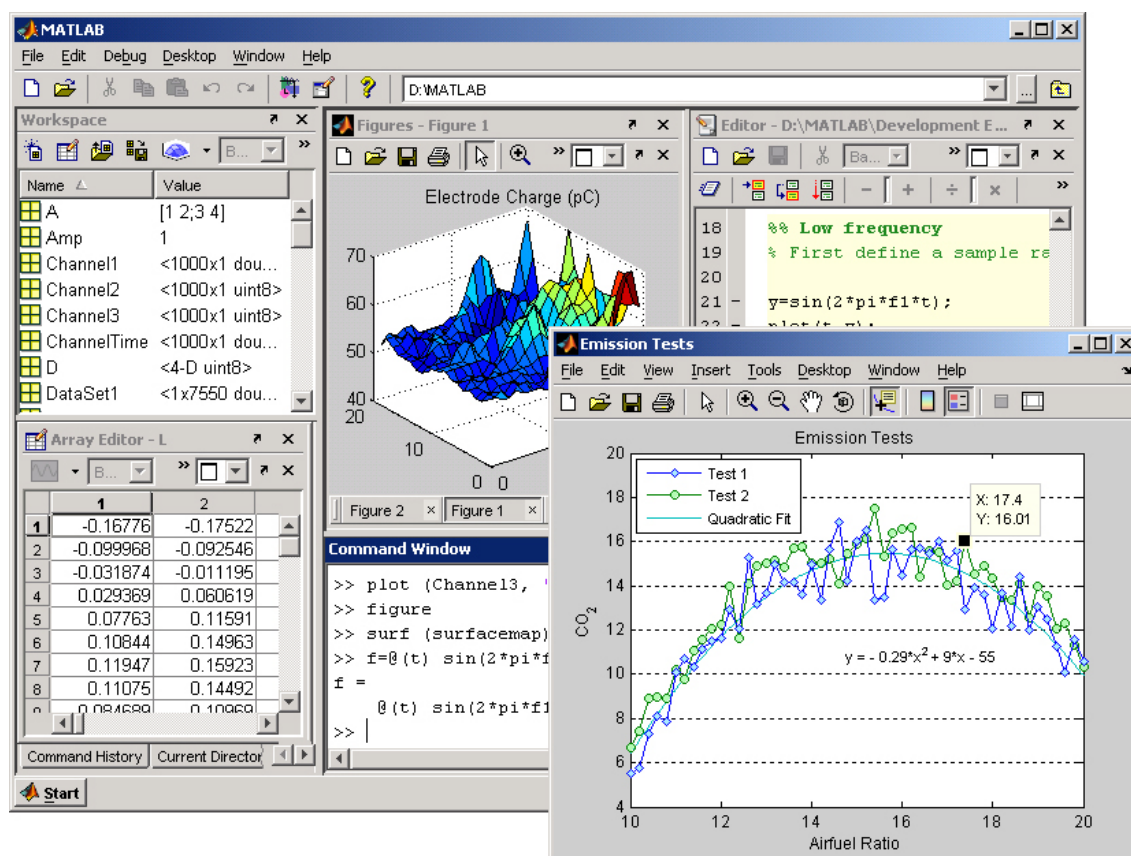 MATLAB
File Edit Debug Desktop Window Help
D:\MATLAB
Workspace
B...
Name Value
A [1 2;3 4]
Amp 1
Channel1 <1000x1 dou...
Channel2 <1000x1 uint8>
Channel3 <1000x1 uint8>
ChannelTime <1000x1 dou...
D <4-D uint8>
DataSet1 <1x7550 dou...
Array Editor - L
B...
1 2
1 -0.16776 -0.17522
2 -0.099968 -0.092546
3 -0.031874 -0.011195
4 0.029369 0.060619
5 0.07763 0.11591
6 0.10844 0.14963
7 0.11947 0.15923
8 0.11075 0.14492
9 0.084689 0.10969
Command History Current Director
Start
Figures - Figure 1
Electrode Charge (pC)
70
60
50
40
20
10
0 0
Figure 2 Figure 1
Command Window
>> plot (Channel3, '
>> figure
>> surf (surfacemap)
>> f=@(t) sin(2*pi*f
f =
@(t) sin(2*pi*f1
>>
Editor - D:\MATLAB\Development E...
Ba...
18 %% Low frequency
19 % First define a sample ra
20
21 - y=sin(2*pi*f1*t);
22 - plot(t,y);
Emission Tests
File Edit View Insert Tools Desktop Window Help
Emission Tests
Test 1
Test 2
Quadratic Fit
X: 17.4
Y: 16.01
y = - 0.29*x² + 9*x - 55
CO₂
20
18
16
14
12
10
8
6
4
10 12 14 16 18 20
Airfuel Ratio